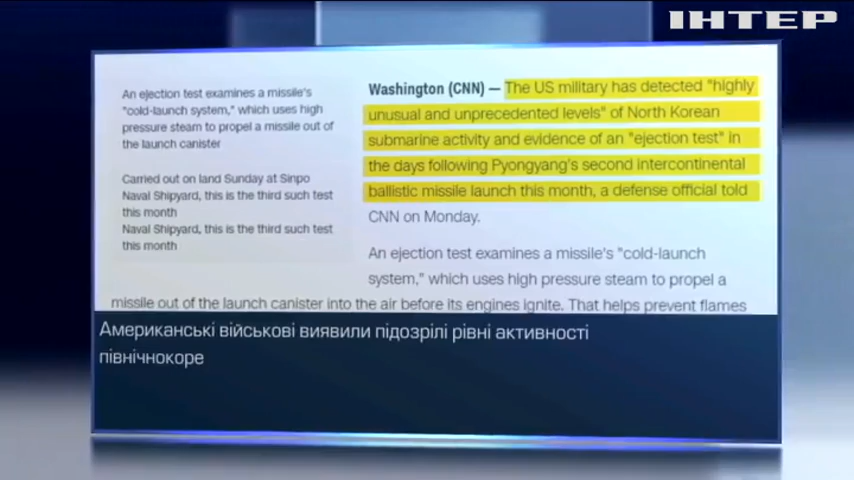 ІНТЕР
An ejection test examines a missile's
"cold-launch system," which uses high
pressure steam to propel a missile out of
the launch canister
Carried out on land Sunday at Sinpo
Naval Shipyard, this is the third such test
this month
Naval Shipyard, this is the third such test
this month
Washington (CNN) — The US military has detected "highly
unusual and unprecedented levels" of North Korean
submarine activity and evidence of an "ejection test" in
the days following Pyongyang's second intercontinental
ballistic missile launch this month, a defense official told
CNN on Monday.
An ejection test examines a missile's "cold-launch
system," which uses high pressure steam to propel a
missile out of the launch canister into the air before its engines ignite. That helps prevent flames
Американські військові виявили підозрілі рівні активності
північнокоре